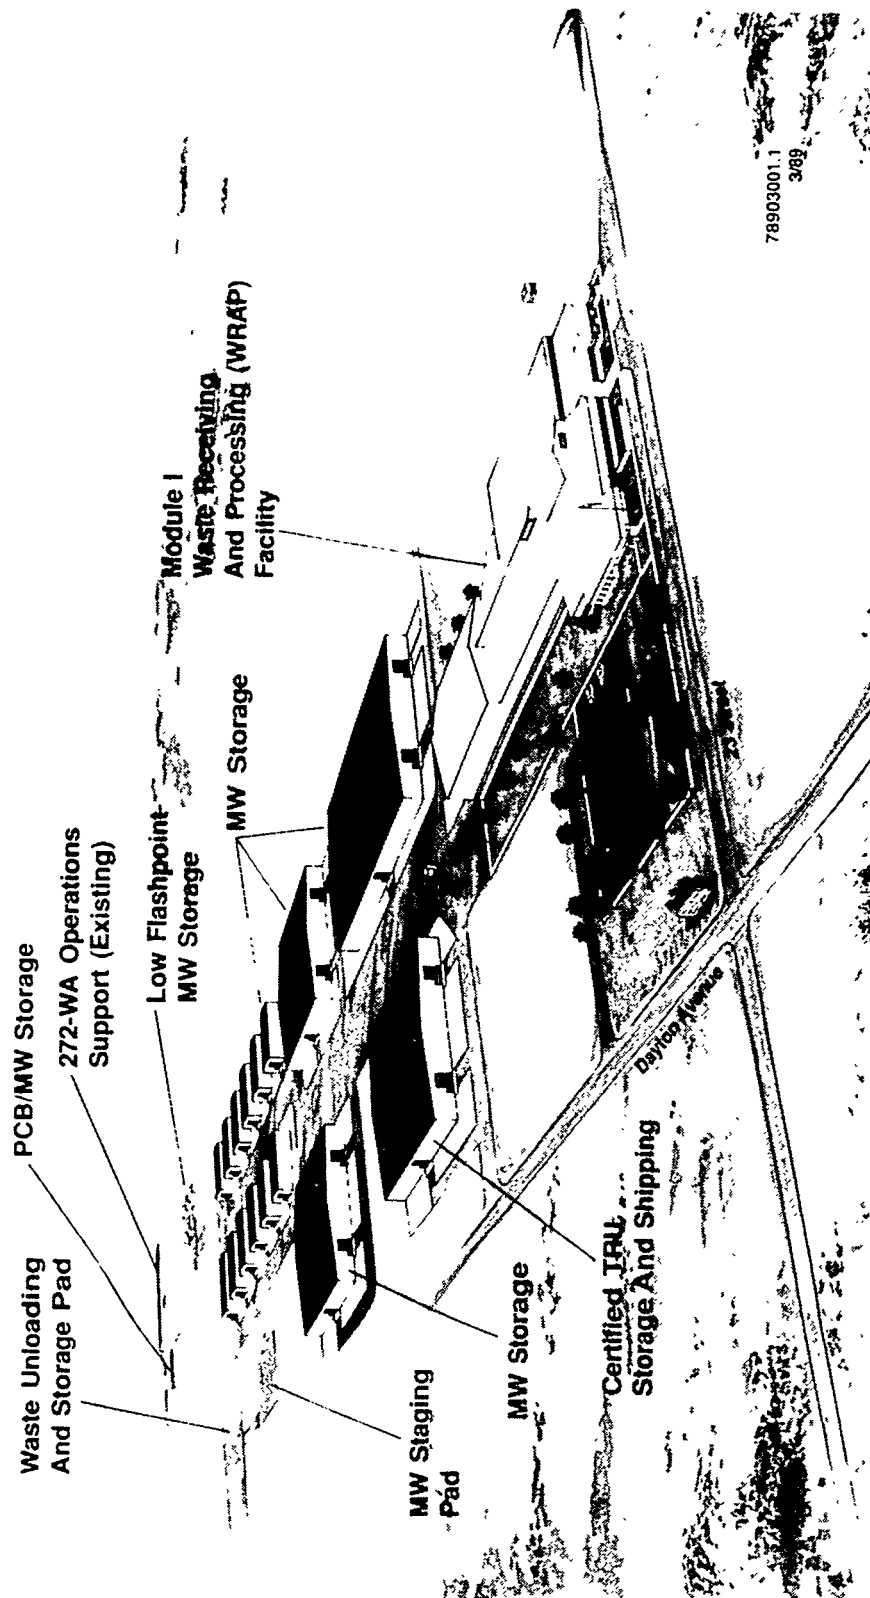 Waste Unloading
And Storage Pad
PCB/MW Storage
272-WA Operations
Support (Existing)
Low Flashpoint
MW Storage
MW Storage
Module I
Waste Receiving
And Processing (WRAP)
Facility
MW Staging
Pad
MW Storage
Certified TRU
Storage And Shipping
Dayton Avenue
23 Street
78903001.1
3/89